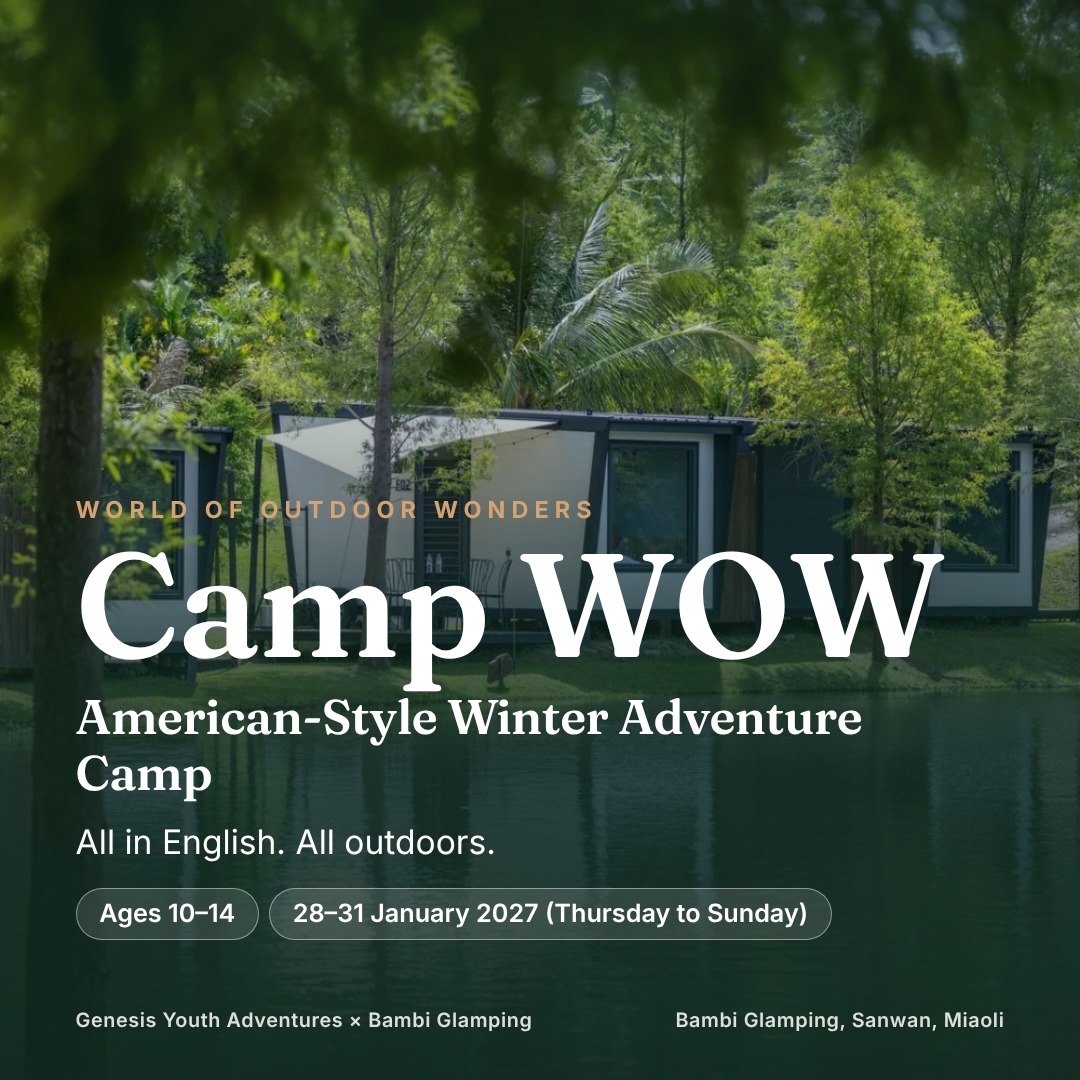 WORLD OF OUTDOOR WONDERS
Camp WOW
American-Style Winter Adventure
Camp
All in English. All outdoors.
Ages 10–14
28–31 January 2027 (Thursday to Sunday)
Genesis Youth Adventures × Bambi Glamping
Bambi Glamping, Sanwan, Miaoli